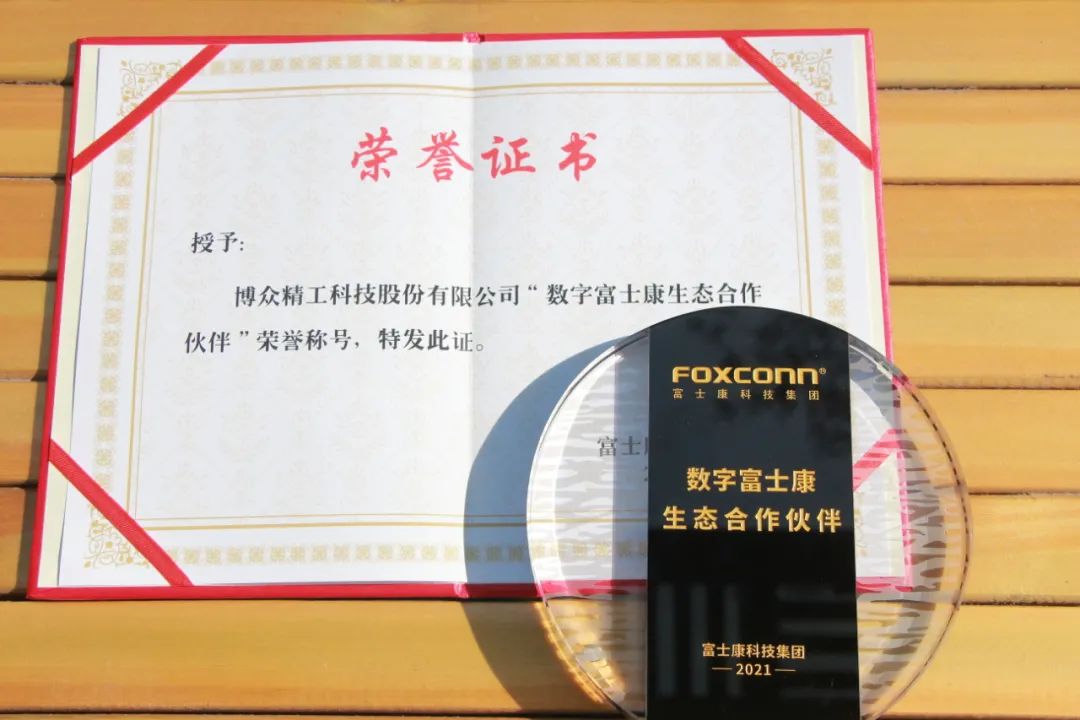 荣誉证书
授予：
博众精工科技股份有限公司“数字富士康生态合作
伙伴”荣誉称号，特发此证。
富士
FOXCONN®
富士康科技集团
数字富士康
生态合作伙伴
富士康科技集团
—2021—